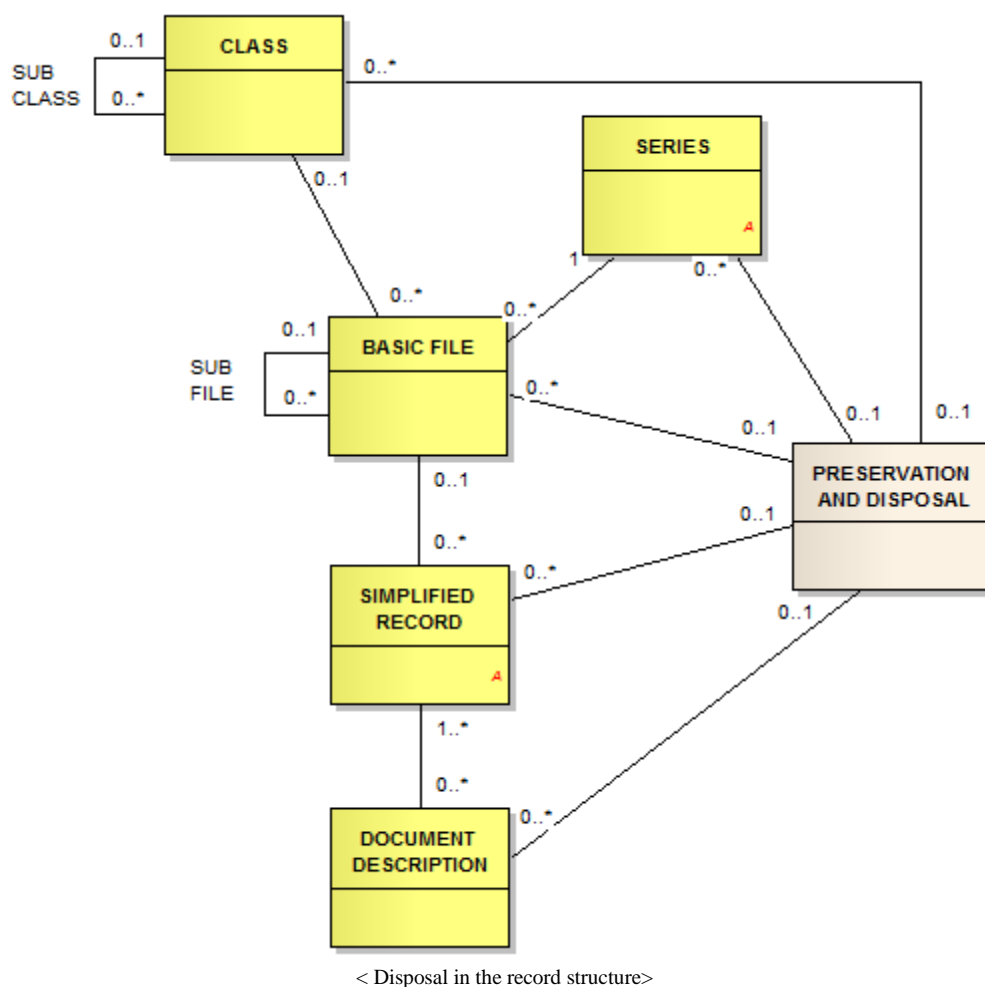 CLASS
0..1
SUB
CLASS
0..*
0..*
0..1
SERIES
A
1
0..*
0..*
0..*
0..1
BASIC FILE
SUB
FILE
0..*
0..*
0..1
0..1
0..1
0..1
PRESERVATION
AND DISPOSAL
0..*
0..1
0..*
SIMPLIFIED
RECORD
A
0..1
1..*
0..*
0..*
DOCUMENT
DESCRIPTION
< Disposal in the record structure>